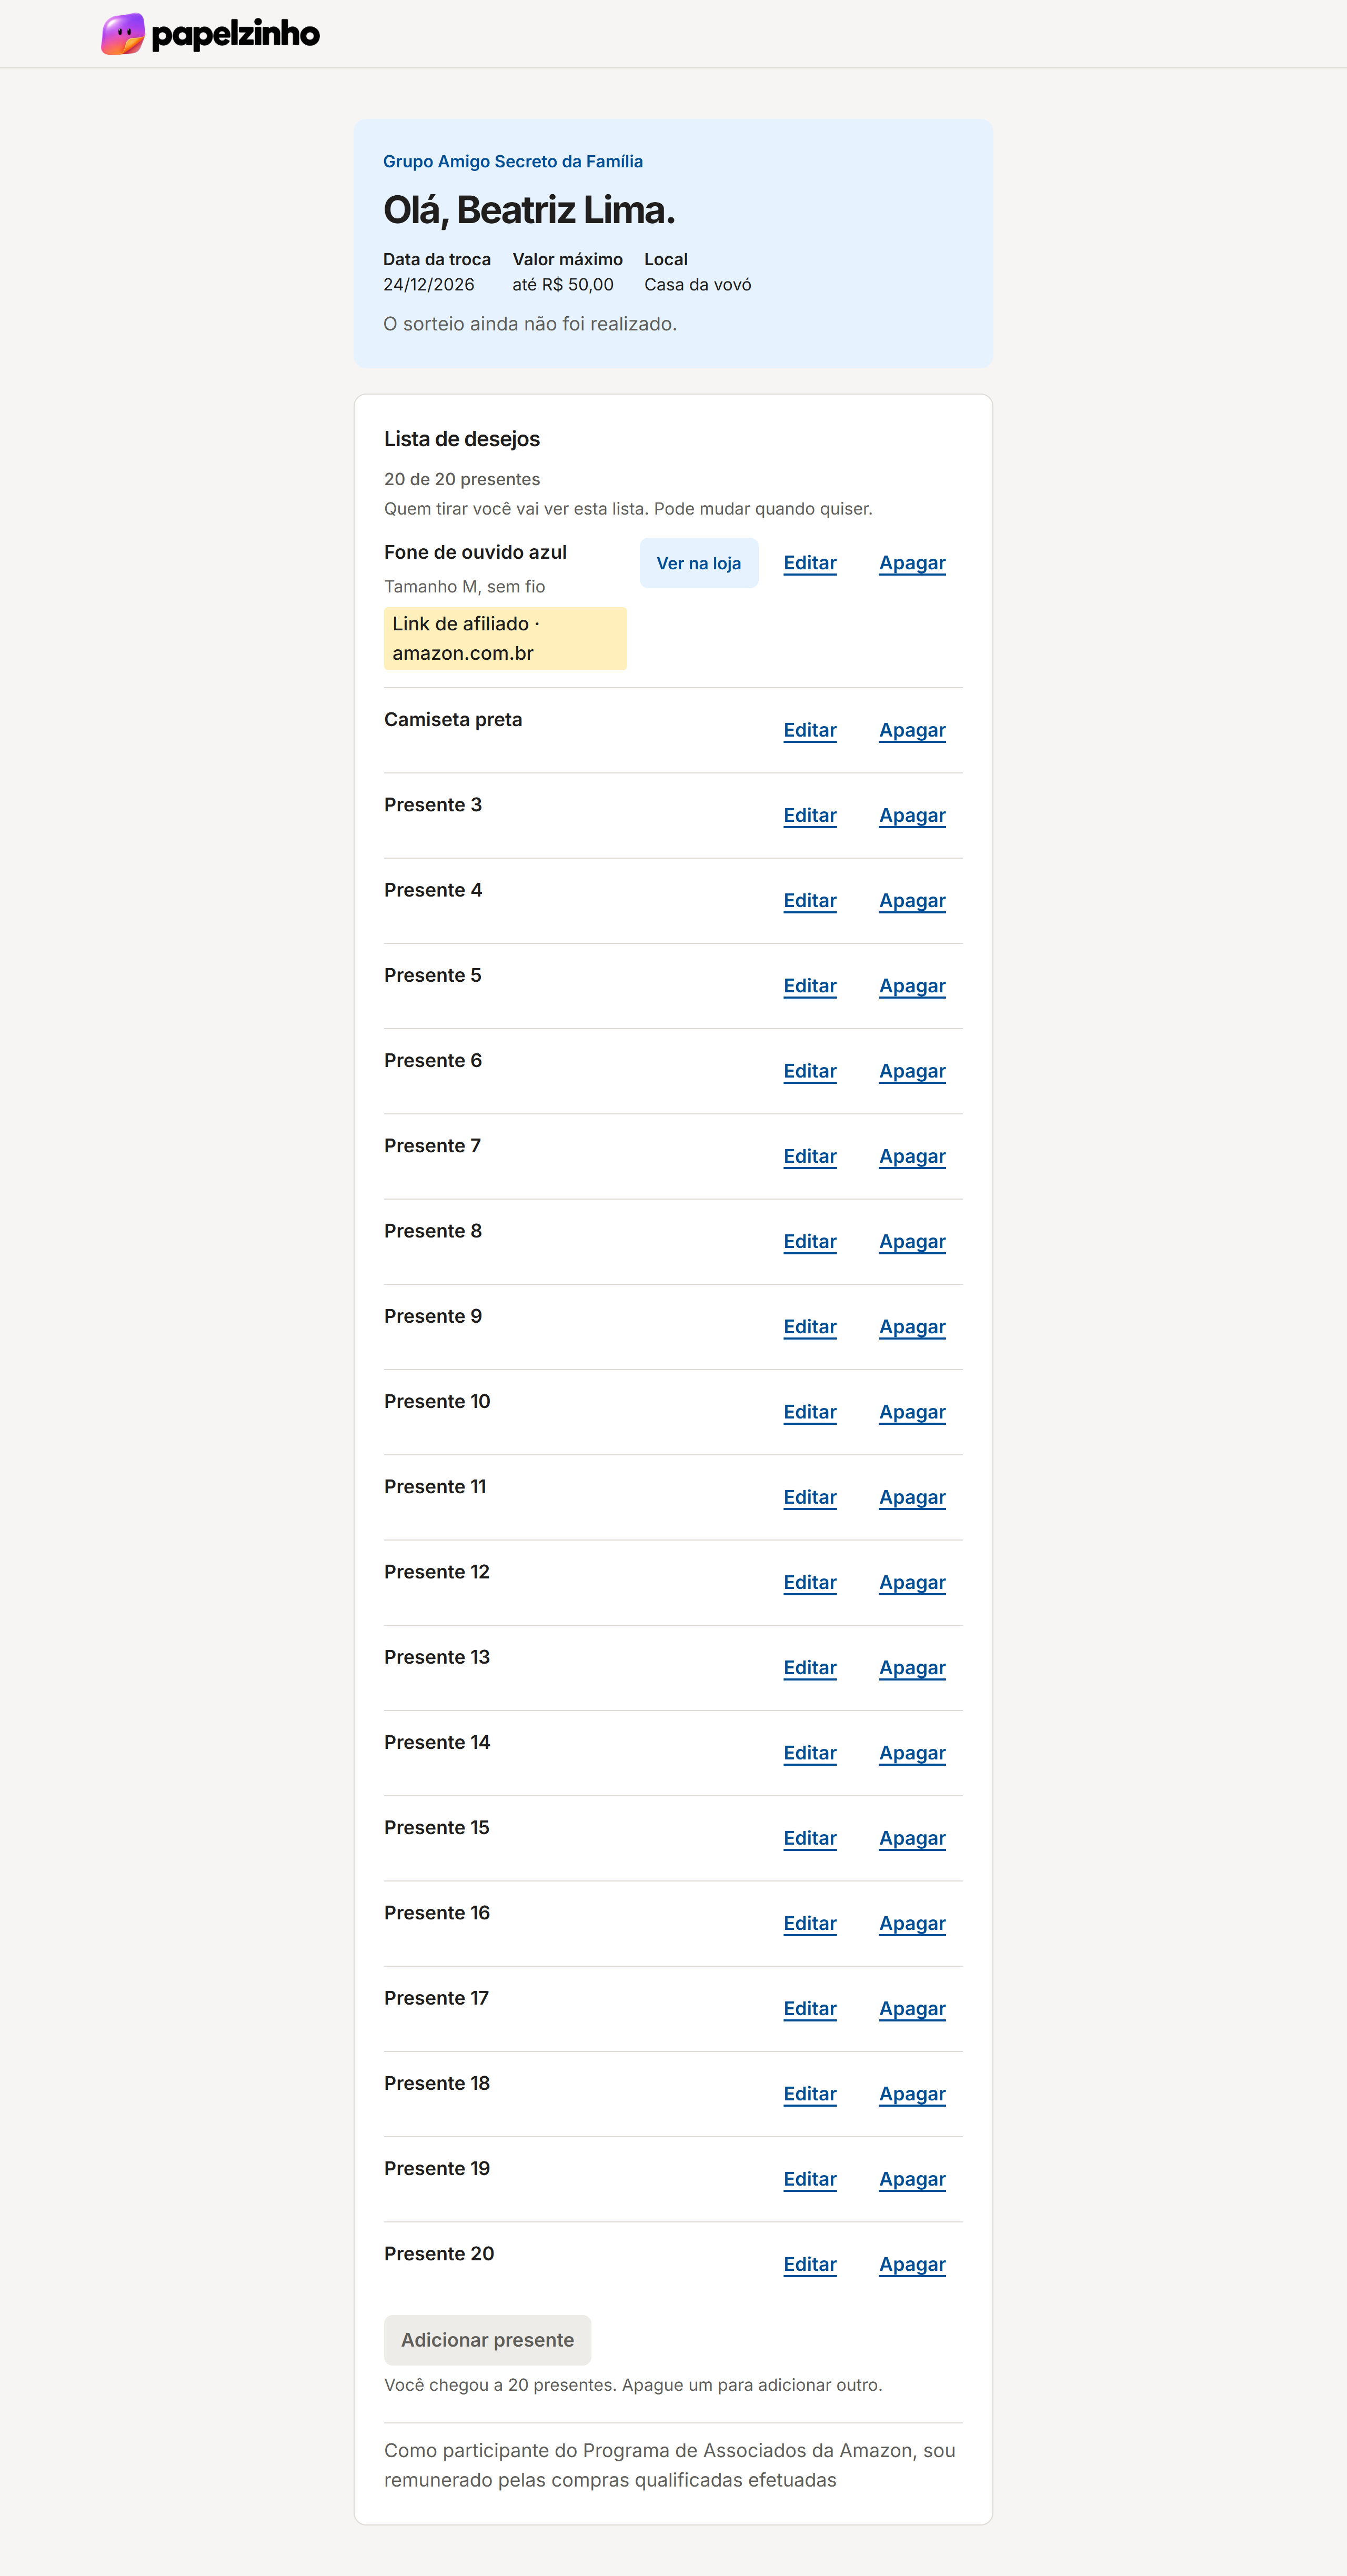 papelzinho
Grupo Amigo Secreto da Família
Olá, Beatriz Lima.
Data da troca Valor máximo Local
24/12/2026 até R$ 50,00 Casa da vovó
O sorteio ainda não foi realizado.
Lista de desejos
20 de 20 presentes
Quem tirar você vai ver esta lista. Pode mudar quando quiser.
Fone de ouvido azul Ver na loja Editar Apagar
Tamanho M, sem fio
Link de afiliado ·
amazon.com.br
Camiseta preta Editar Apagar
Presente 3 Editar Apagar
Presente 4 Editar Apagar
Presente 5 Editar Apagar
Presente 6 Editar Apagar
Presente 7 Editar Apagar
Presente 8 Editar Apagar
Presente 9 Editar Apagar
Presente 10 Editar Apagar
Presente 11 Editar Apagar
Presente 12 Editar Apagar
Presente 13 Editar Apagar
Presente 14 Editar Apagar
Presente 15 Editar Apagar
Presente 16 Editar Apagar
Presente 17 Editar Apagar
Presente 18 Editar Apagar
Presente 19 Editar Apagar
Presente 20 Editar Apagar
Adicionar presente
Você chegou a 20 presentes. Apague um para adicionar outro.
Como participante do Programa de Associados da Amazon, sou
remunerado pelas compras qualificadas efetuadas